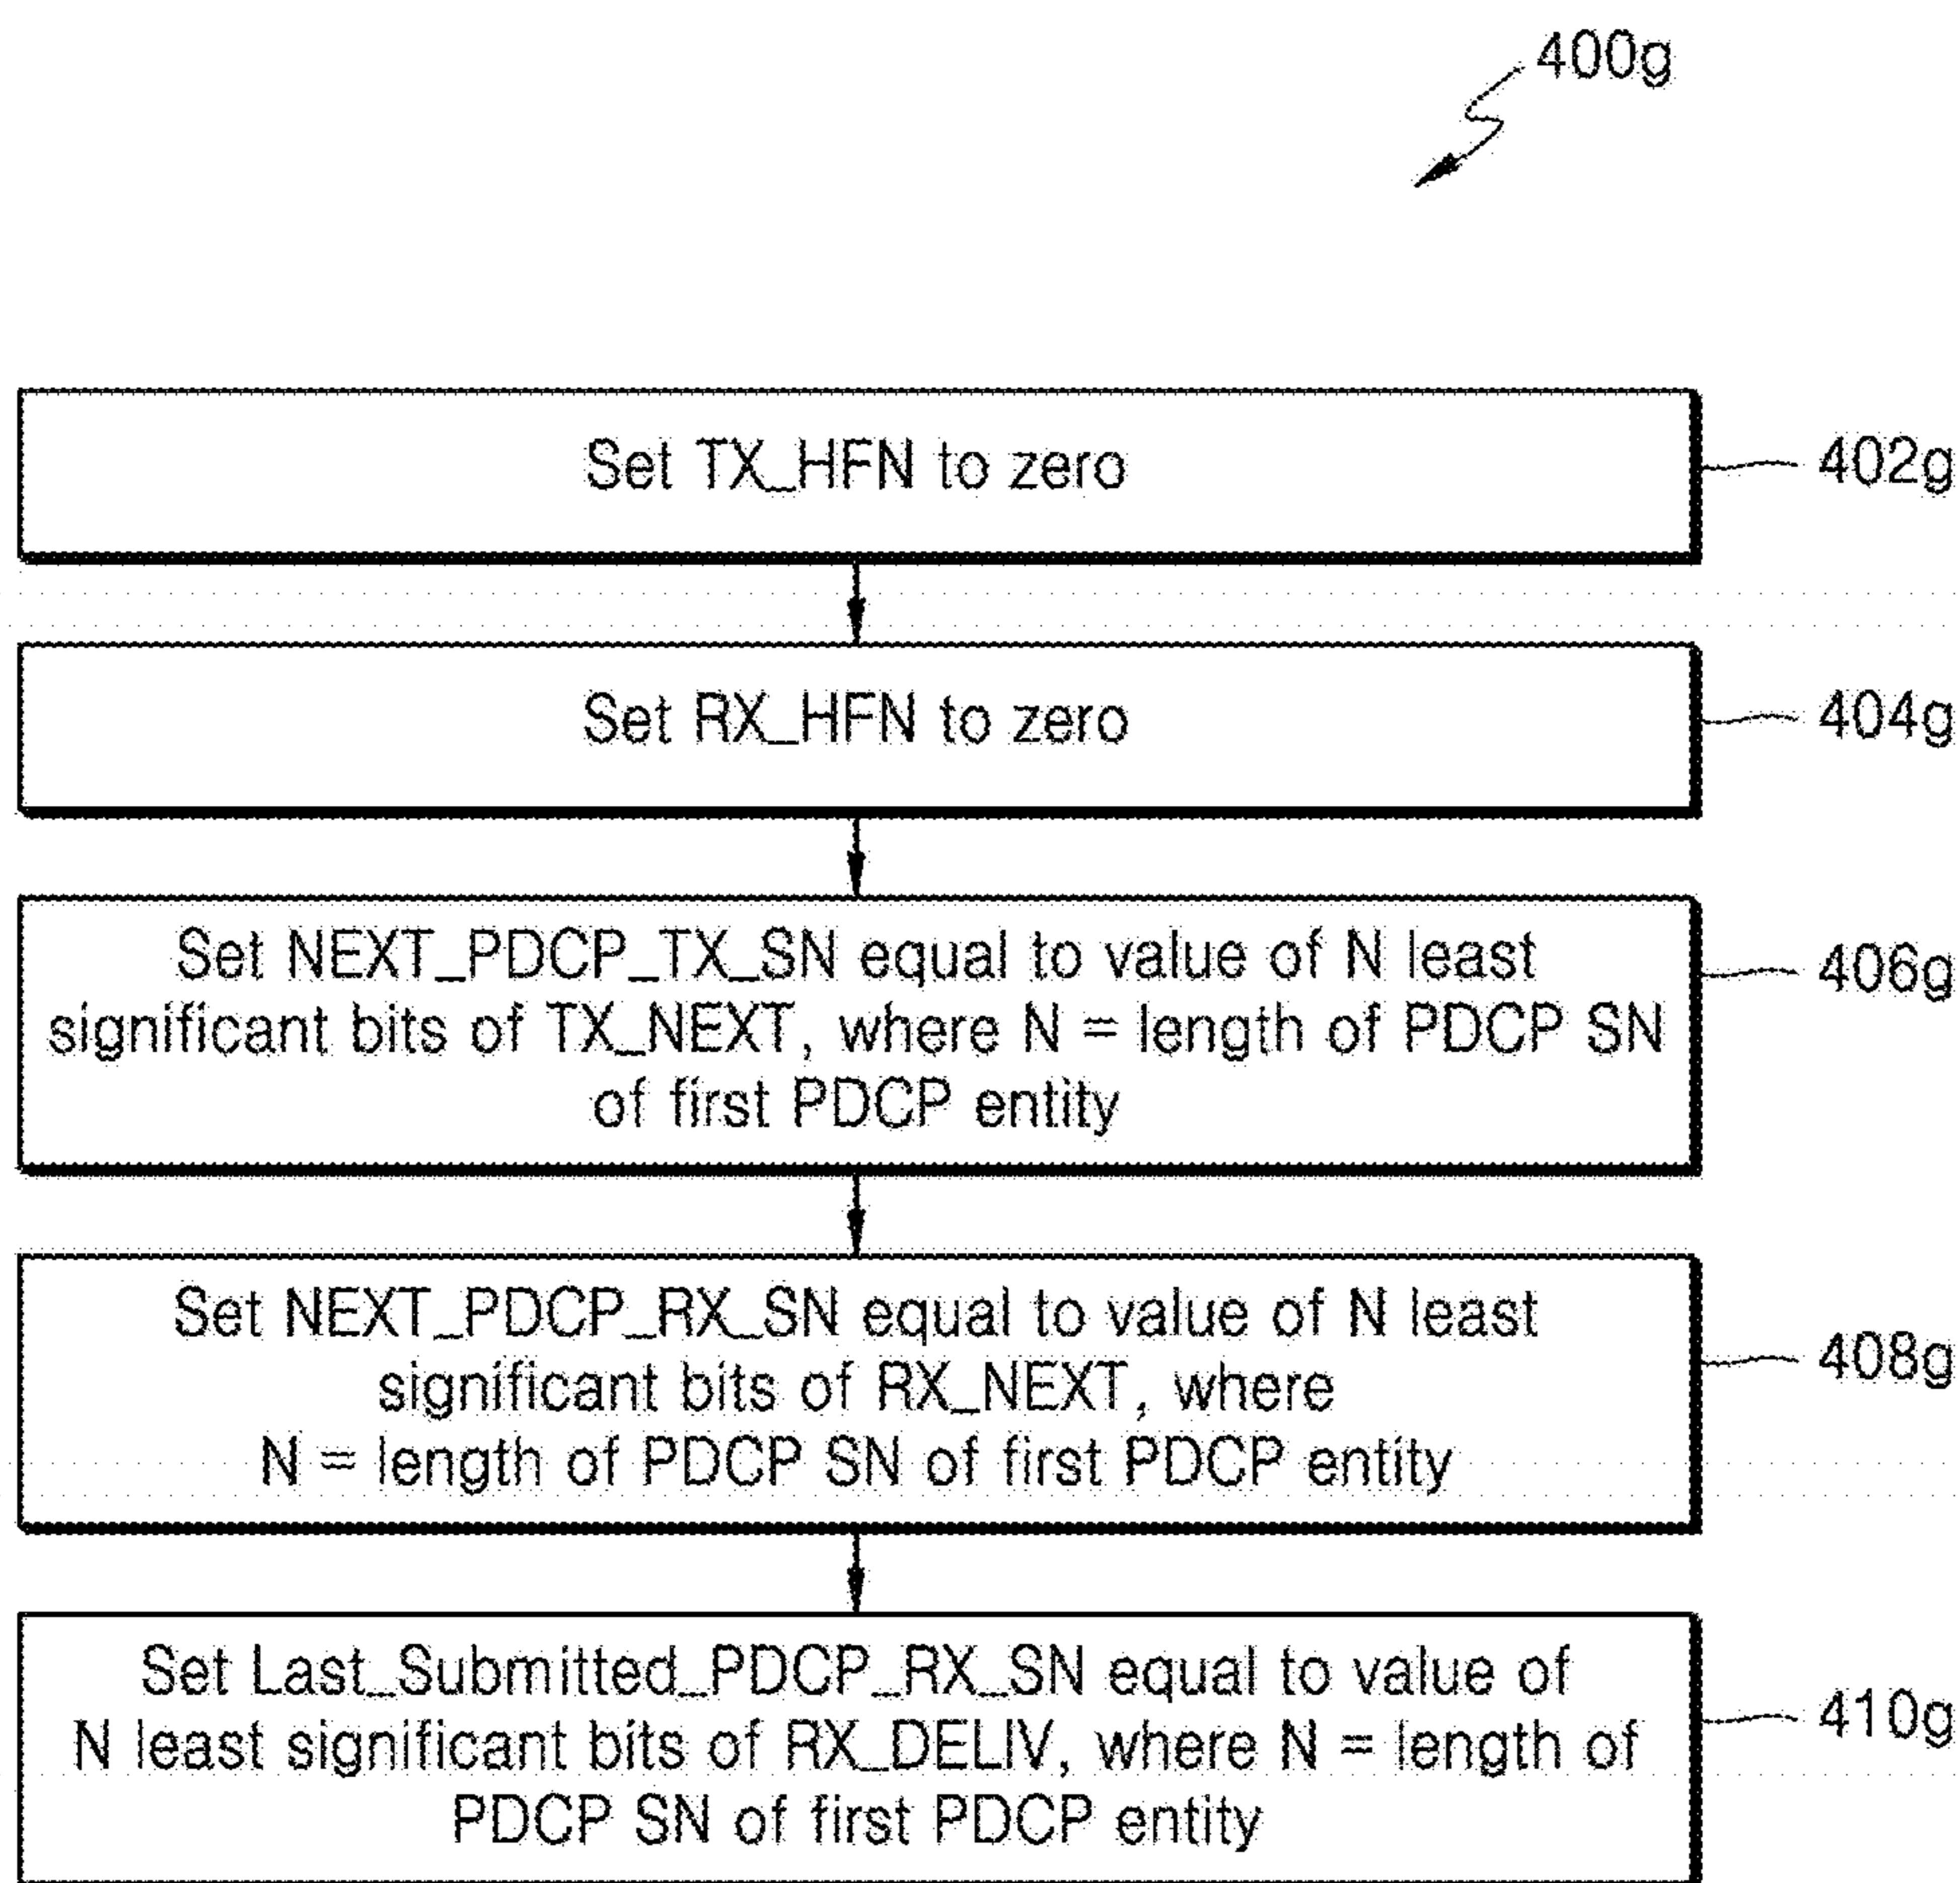 400g
Set TX_HFN to zero
402g
Set RX_HFN to zero
404g
Set NEXT_PDCP_TX_SN equal to value of N least
significant bits of TX_NEXT, where N = length of PDCP SN
of first PDCP entity
406g
Set NEXT_PDCP_RX_SN equal to value of N least
significant bits of RX_NEXT, where
N = length of PDCP SN of first PDCP entity
408g
Set Last_Submitted_PDCP_RX_SN equal to value of
N least significant bits of RX_DELIV, where N = length of
PDCP SN of first PDCP entity
410g